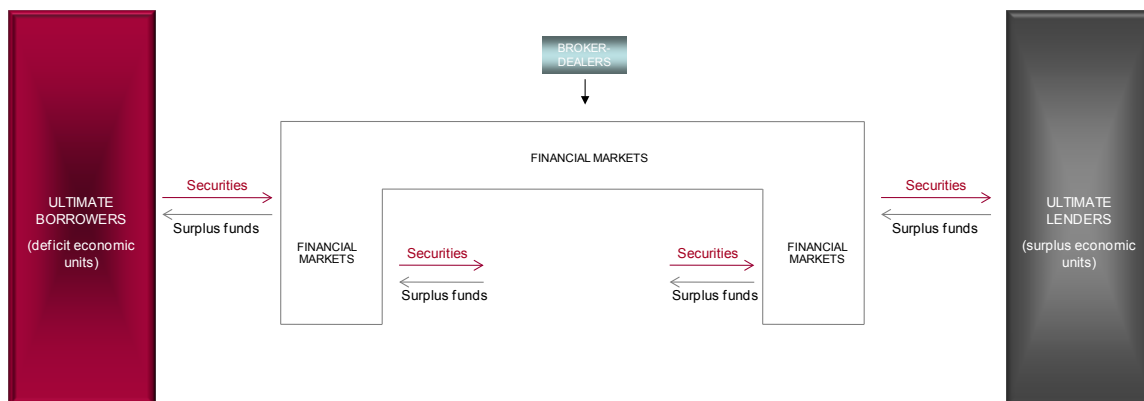 BROKER-
DEALERS
FINANCIAL MARKETS
Securities
Surplus funds
ULTIMATE
BORROWERS
(deficit economic
units)
FINANCIAL
MARKETS
Securities
Surplus funds
Securities
Surplus funds
FINANCIAL
MARKETS
Securities
Surplus funds
ULTIMATE
LENDERS
(surplus economic
units)